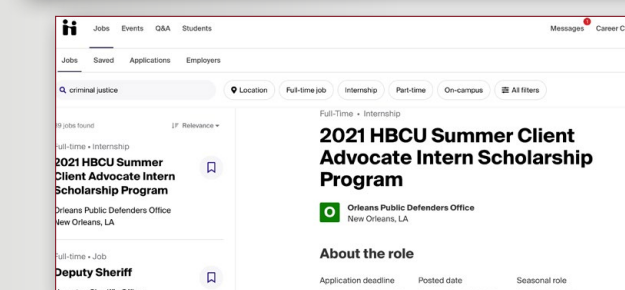 Jobs Events Q&A Students
Messages Career C
Jobs Saved Applications Employers
criminal justice
Location Full-time job Internship Part-time On-campus All filters
jobs found Relevance
Full-time • Internship
2021 HBCU Summer
Client Advocate Intern
Scholarship Program
Orleans Public Defenders Office
New Orleans, LA
Full-time • Job
Deputy Sheriff
Full-Time • Internship
2021 HBCU Summer Client
Advocate Intern Scholarship
Program
O
Orleans Public Defenders Office
New Orleans, LA
About the role
Application deadline Posted date Seasonal role